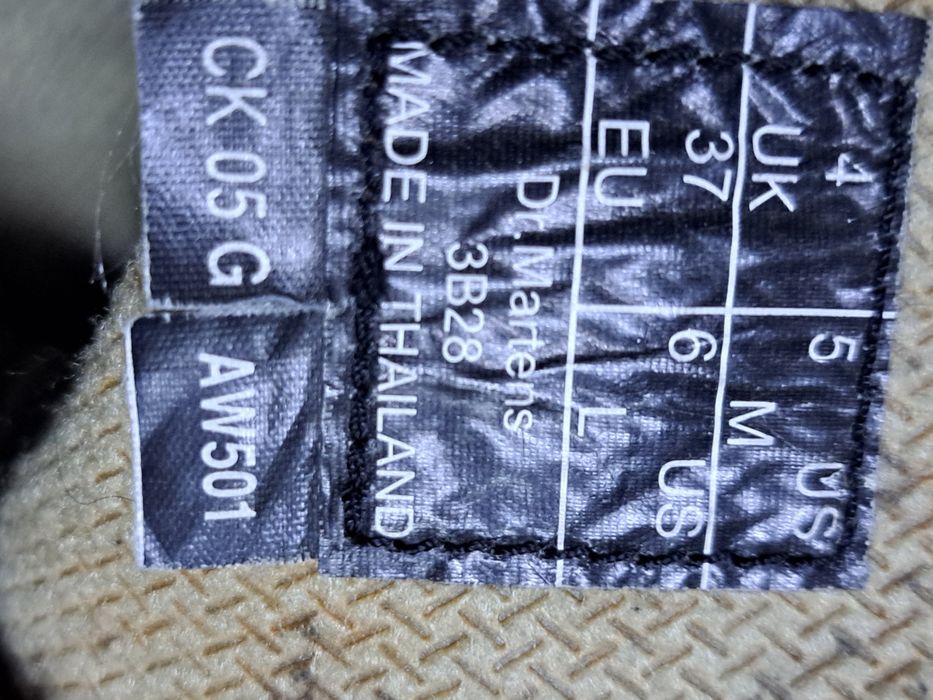 4 5 US
UK M
37 6 US
EU L
Dr. Martens
3B28
MADE IN THAILAND
CK 05 G
AW501